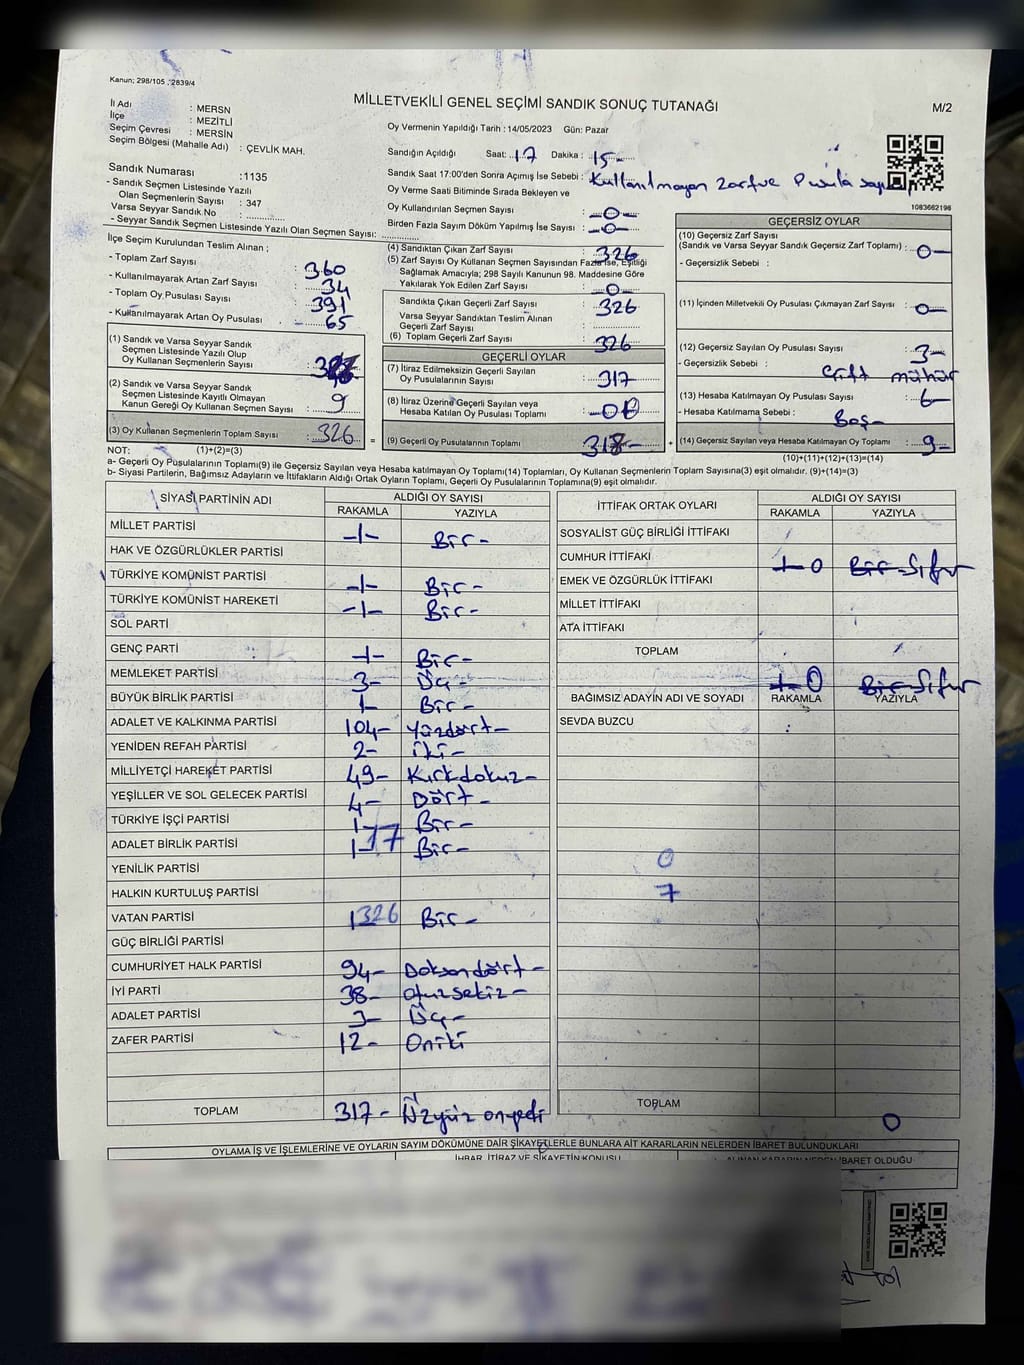 Kanun; 298/105 , 2839/4
MİLLETVEKİLİ GENEL SEÇİMİ SANDIK SONUÇ TUTANAĞI
M/2
İl Adı : MERSN
İlçe : MEZİTLİ
Seçim Çevresi : MERSİN
Seçim Bölgesi (Mahalle Adı) : ÇEVLİK MAH.
Sandık Numarası :1135
- Sandık Seçmen Listesinde Yazılı
Olan Seçmenlerin Sayısı : 347
Varsa Seyyar Sandık No : ..............
- Seyyar Sandık Seçmen Listesinde Yazılı Olan Seçmen Sayısı: ..............
İlçe Seçim Kurulundan Teslim Alınan ;
- Toplam Zarf Sayısı : 360
- Kullanılmayarak Artan Zarf Sayısı : 34
- Toplam Oy Pusulası Sayısı : 391
- Kullanılmayarak Artan Oy Pusulası : 65
(1) Sandık ve Varsa Seyyar Sandık
Seçmen Listesinde Yazılı Olup
Oy Kullanan Seçmenlerin Sayısı :
(2) Sandık ve Varsa Seyyar Sandık
Seçmen Listesinde Kayıtlı Olmayan
Kanun Gereği Oy Kullanan Seçmen Sayısı : 9
(3) Oy Kullanan Seçmenlerin Toplam Sayısı : 326 =
Oy Vermenin Yapıldığı Tarih : 14/05/2023 Gün: Pazar
Sandığın Açıldığı Saat: 17 Dakika : 15-
Sandık Saat 17:00'den Sonra Açımış İse Sebebi : Kullanılmayan zarf ve Pusula sayımı
Oy Verme Saati Bitiminde Sırada Bekleyen ve
Oy Kullandırılan Seçmen Sayısı : -0-
Birden Fazla Sayım Döküm Yapılmış İse Sayısı : -0-
(4) Sandıktan Çıkan Zarf Sayısı : 326
(5) Zarf Sayısı Oy Kullanan Seçmen Sayısından Fazla İse, Eşitliği
Sağlamak Amacıyla; 298 Sayılı Kanunun 98. Maddesine Göre
Yakılarak Yok Edilen Zarf Sayısı : -0-
Sandıkta Çıkan Geçerli Zarf Sayısı : 326
Varsa Seyyar Sandıktan Teslim Alınan
Geçerli Zarf Sayısı : ..............
(6) Toplam Geçerli Zarf Sayısı : 326
GEÇERLİ OYLAR
(7) İtiraz Edilmeksizin Geçerli Sayılan
Oy Pusulalarının Sayısı : 317
(8) İtiraz Üzerine Geçerli Sayılan veya
Hesaba Katılan Oy Pusulası Toplamı :
(9) Geçerli Oy Pusulalarının Toplamı : 317- +
1083662196
GEÇERSİZ OYLAR
(10) Geçersiz Zarf Sayısı
(Sandık ve Varsa Seyyar Sandık Geçersiz Zarf Toplamı) : 0-
- Geçersizlik Sebebi :
(11) İçinden Milletvekili Oy Pusulası Çıkmayan Zarf Sayısı : 0-
(12) Geçersiz Sayılan Oy Pusulası Sayısı : 3-
- Geçersizlik Sebebi : Çift mühür
(13) Hesaba Katılmayan Oy Pusulası Sayısı : 6-
- Hesaba Katılmama Sebebi : Boş-
(14) Geçersiz Sayılan veya Hesaba Katılmayan Oy Toplamı : 9-
NOT: (1)+(2)=(3)
(10)+(11)+(12)+(13)=(14)
a- Geçerli Oy Pusulalarının Toplamı(9) ile Geçersiz Sayılan veya Hesaba katılmayan Oy Toplam(14) Toplamları, Oy Kullanan Seçmenlerin Toplam Sayısına(3) eşit olmalıdır. (9)+(14)=(3)
b- Siyasi Partilerin, Bağımsız Adayların ve İttifakların Aldığı Ortak Oyların Toplamı, Geçerli Oy Pusulalarının Toplamına(9) eşit olmalıdır.
SİYASİ PARTİNİN ADI ALDIĞI OY SAYISI
RAKAMLA YAZIYLA
MİLLET PARTİSİ -1- Bir-
HAK VE ÖZGÜRLÜKLER PARTİSİ
TÜRKİYE KOMÜNİST PARTİSİ -1- Bir-
TÜRKİYE KOMÜNİST HAREKETİ -1- Bir-
SOL PARTİ
GENÇ PARTİ -1- Bir-
MEMLEKET PARTİSİ 3- Üç-
BÜYÜK BİRLİK PARTİSİ 1- Bir-
ADALET VE KALKINMA PARTİSİ 104- Yüzdört-
YENİDEN REFAH PARTİSİ 2- iki-
MİLLİYETÇİ HAREKET PARTİSİ 49- Kırkdokuz-
YEŞİLLER VE SOL GELECEK PARTİSİ 4- Dört-
TÜRKİYE İŞÇİ PARTİSİ 1- Bir-
ADALET BİRLİK PARTİSİ 1- 17 Bir-
YENİLİK PARTİSİ
HALKIN KURTULUŞ PARTİSİ
VATAN PARTİSİ 1 326 Bir-
GÜÇ BİRLİĞİ PARTİSİ
CUMHURİYET HALK PARTİSİ 94- Doksandört-
İYİ PARTİ 38- otuzsekiz-
ADALET PARTİSİ 3- Üç-
ZAFER PARTİSİ 12- Oniki
TOPLAM 317- Üçyüz onyedi
İTTİFAK ORTAK OYLARI ALDIĞI OY SAYISI
RAKAMLA YAZIYLA
SOSYALİST GÜÇ BİRLİĞİ İTTİFAKI
CUMHUR İTTİFAKI 1 0 Bir-Sıfır
EMEK VE ÖZGÜRLÜK İTTİFAKI
MİLLET İTTİFAKI
ATA İTTİFAKI
TOPLAM 1 0 Bir-Sıfır
BAĞIMSIZ ADAYIN ADI VE SOYADI RAKAMLA YAZIYLA
SEVDA BUZCU
0
7
TOPLAM 0
OYLAMA İŞ VE İŞLEMLERİNE VE OYLARIN SAYIM DÖKÜMÜNE DAİR ŞİKAYETLERLE BUNLARA AİT KARARLARIN NELERDEN İBARET BULUNDUKLARI
İHBAR, İTİRAZ VE ŞİKAYETİN KONUSU ALINAN KARARIN NEDEN İBARET OLDUĞU